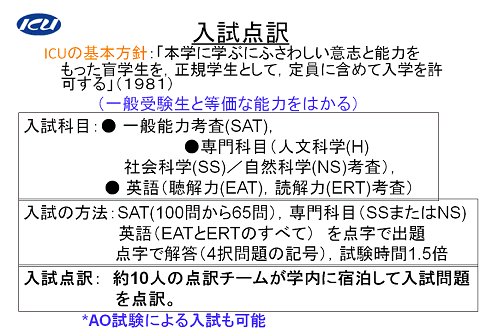 ICU
入試点訳
ICUの基本方針:「本学に学ぶにふさわしい意志と能力を
もった盲学生を, 正規学生として, 定員に含めて入学を許
可する」(1981)
(一般受験生と等価な能力をはかる)
入試科目:● 一般能力考査(SAT),
●専門科目(人文科学(H)
社会科学(SS)/自然科学(NS)考査),
● 英語(聴解力(EAT), 読解力(ERT)考査)
入試の方法:SAT(100問から65問), 専門科目(SSまたはNS)
英語(EATとERTのすべて) を点字で出題
点字で解答(4択問題の記号), 試験時間1.5倍
入試点訳: 約10人の点訳チームが学内に宿泊して入試問題
を点訳。
*AO試験による入試も可能